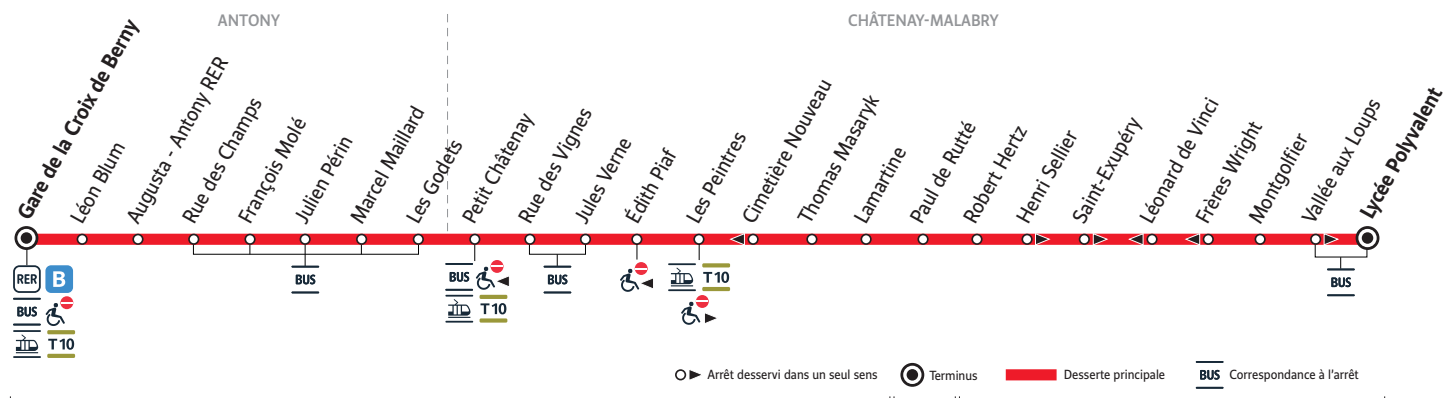 ANTONY
CHÂTENAY-MALABRY
Gare de la Croix de Berny
Léon Blum
Augusta - Antony RER
Rue des Champs
François Molé
Julien Périn
Marcel Maillard
Les Godets
Petit Châtenay
Rue des Vignes
Jules Verne
Édith Piaf
Les Peintres
Cimetière Nouveau
Thomas Masaryk
Lamartine
Paul de Rutté
Robert Hertz
Henri Sellier
Saint-Exupéry
Léonard de Vinci
Frères Wright
Montgolfier
Vallée aux Loups
Lycée Polyvalent
RER B
BUS
T10
BUS
BUS
T10
BUS
T10
BUS
Arrêt desservi dans un seul sens
Terminus
Desserte principale
BUS Correspondance à l'arrêt